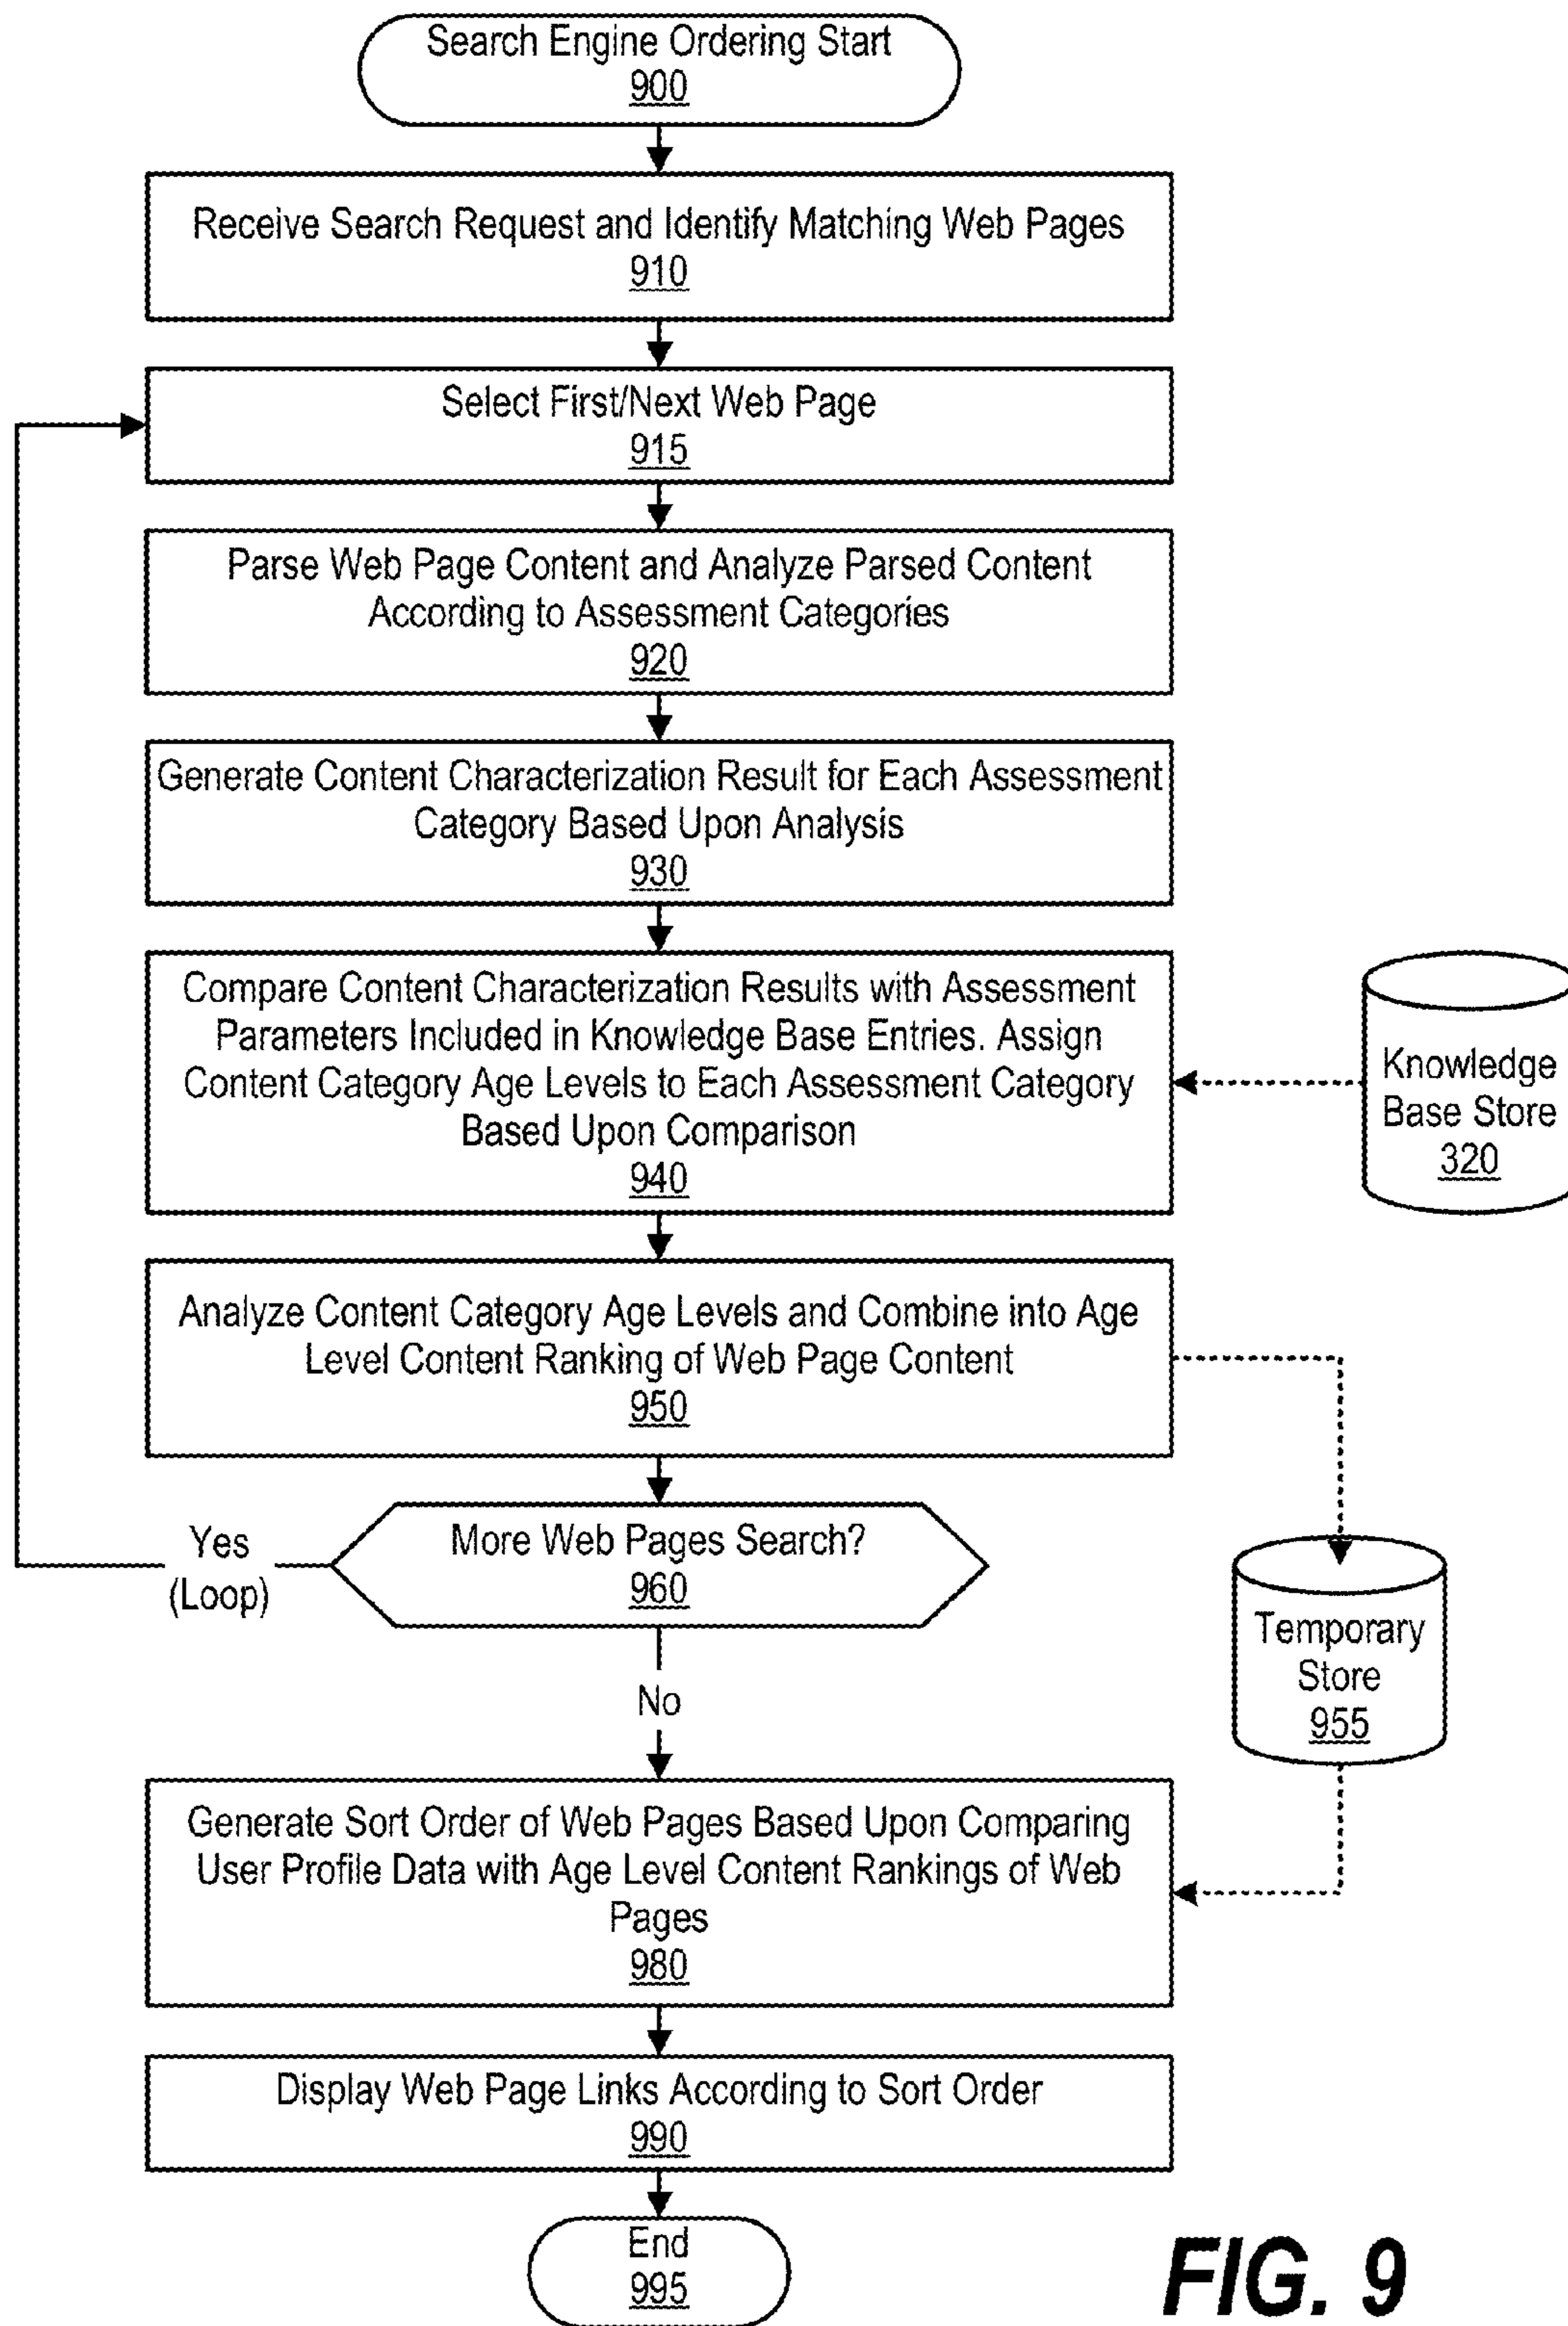 Search Engine Ordering Start
900
Receive Search Request and Identify Matching Web Pages
910
Select First/Next Web Page
915
Parse Web Page Content and Analyze Parsed Content
According to Assessment Categories
920
Generate Content Characterization Result for Each Assessment
Category Based Upon Analysis
930
Compare Content Characterization Results with Assessment
Parameters Included in Knowledge Base Entries. Assign
Content Category Age Levels to Each Assessment Category
Based Upon Comparison
940
Knowledge
Base Store
320
Analyze Content Category Age Levels and Combine into Age
Level Content Ranking of Web Page Content
950
More Web Pages Search?
960
Yes
(Loop)
No
Temporary
Store
955
Generate Sort Order of Web Pages Based Upon Comparing
User Profile Data with Age Level Content Rankings of Web
Pages
980
Display Web Page Links According to Sort Order
990
End
995
FIG. 9